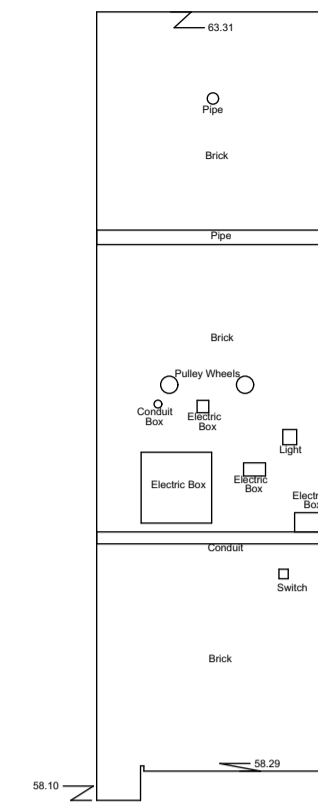 63.31
Pipe
Brick
Pipe
Brick
Pulley Wheels
Conduit
Box
Electric
Box
Light
Electric Box
Electric
Box
Conduit
Switch
Brick
58.29
58.10